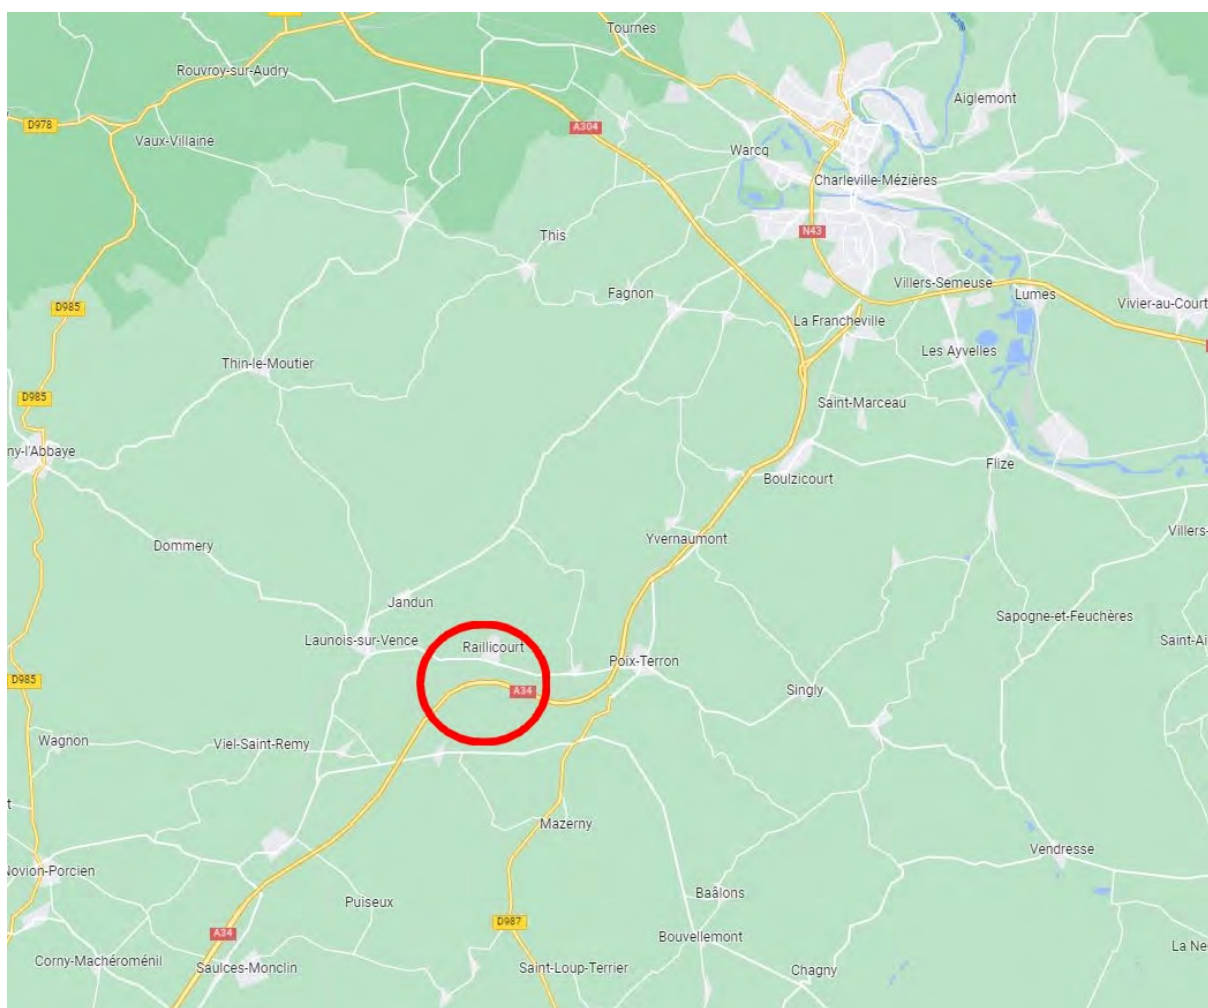 Tournes
Rouvroy-sur-Audry
Aiglemont
D978
A304
Vaux-Villaine
Warcq
Charleville-Mézières
This
N43
Villers-Semeuse
Fagnon
Lumes
Vivier-au-Court
D985
La Francheville
Les Ayvelles
Thin-le-Moutier
D985
Saint-Marceau
ny-l'Abbaye
Flize
Boulzicourt
Villers-
Yvernaumont
Dommery
Jandun
Sapogne-et-Feuchères
Launois-sur-Vence
Raillicourt
Saint-Ai
Poix-Terron
D985
A34
Singly
Wagnon
Viel-Saint-Remy
t
Mazerny
Vendresse
Novion-Porcien
Puiseux
Baâlons
D987
A34
Bouvellemont
La Ne
Corny-Machéroménil
Saulces-Monclin
Saint-Loup-Terrier
Chagny